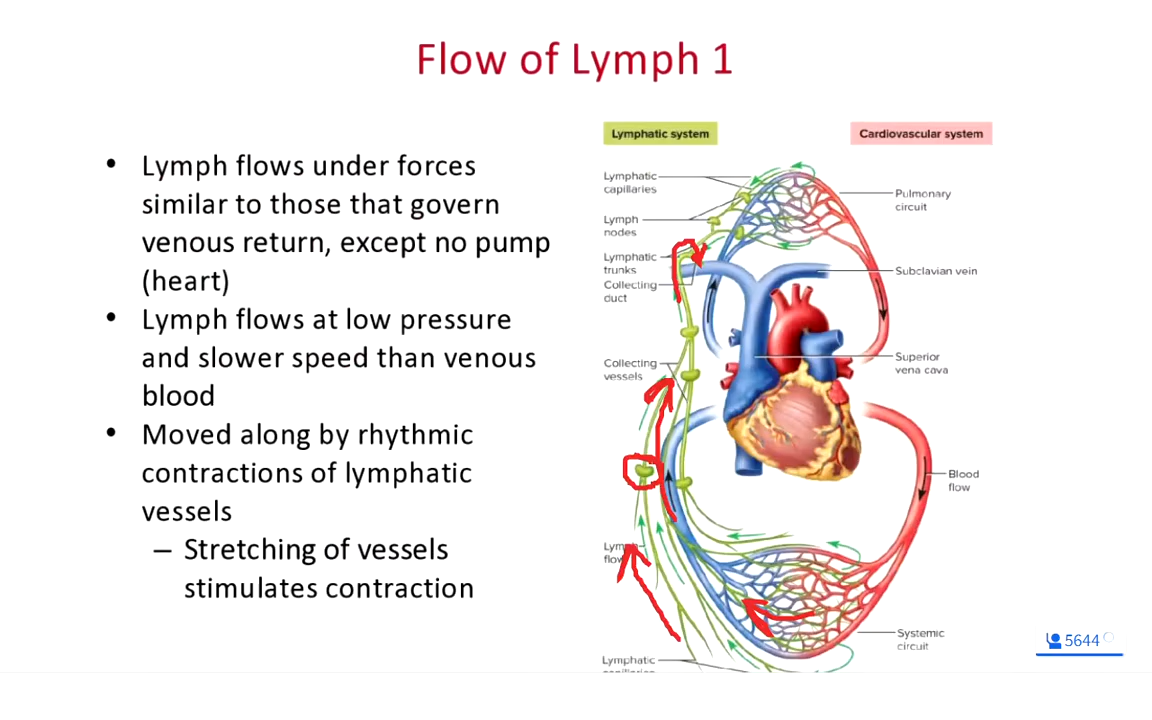 Flow of Lymph 1
• Lymph flows under forces
similar to those that govern
venous return, except no pump
(heart)
• Lymph flows at low pressure
and slower speed than venous
blood
• Moved along by rhythmic
contractions of lymphatic
vessels
– Stretching of vessels
stimulates contraction
Lymphatic system
Cardiovascular system
Lymphatic
capillaries
Pulmonary
circuit
Lymph
nodes
Lymphatic
trunks
Collecting
duct
Subclavian vein
Collecting
vessels
Superior
vena cava
Blood
flow
Lymph
flow
Systemic
circuit
Lymphatic
5644